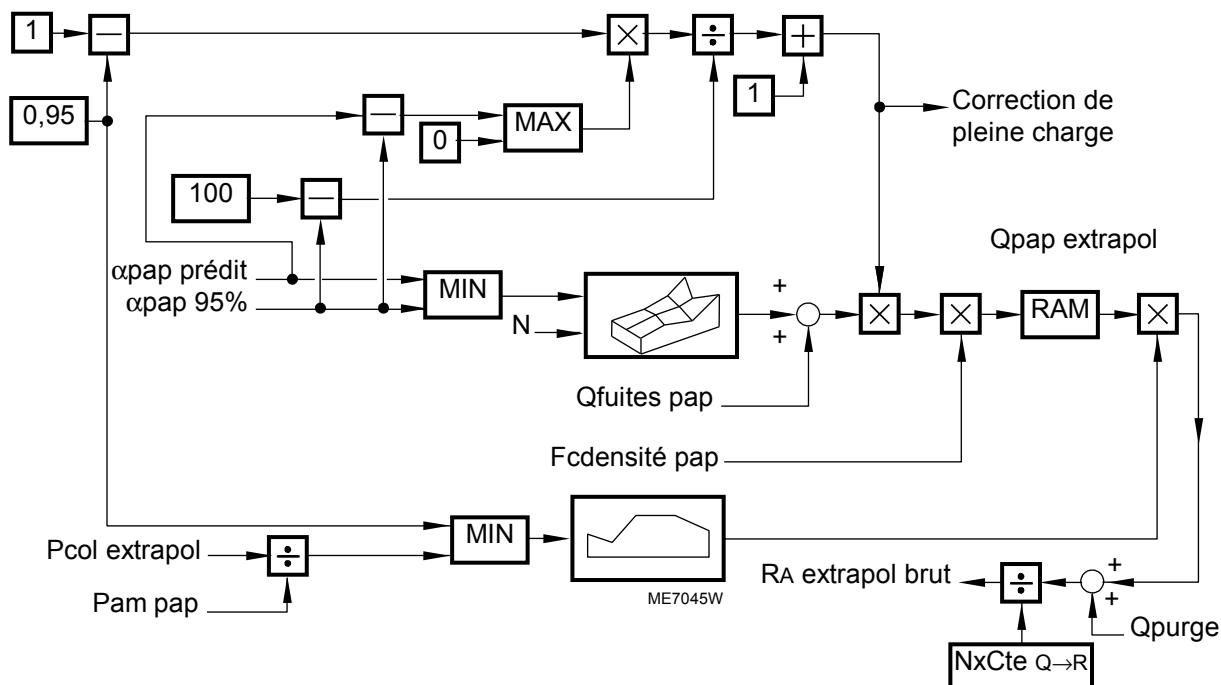 1
—
×
÷
+
1
0,95
—
0
MAX
Correction de
pleine charge
100
—
Qpap extrapol
αpap prédit
αpap 95%
MIN
N
+
+
×
×
RAM
×
Qfuites pap
Fcdensité pap
Pcol extrapol
÷
MIN
Pam pap
ME7045W
RA extrapol brut
÷
+
+
Qpurge
NxCte Q→R